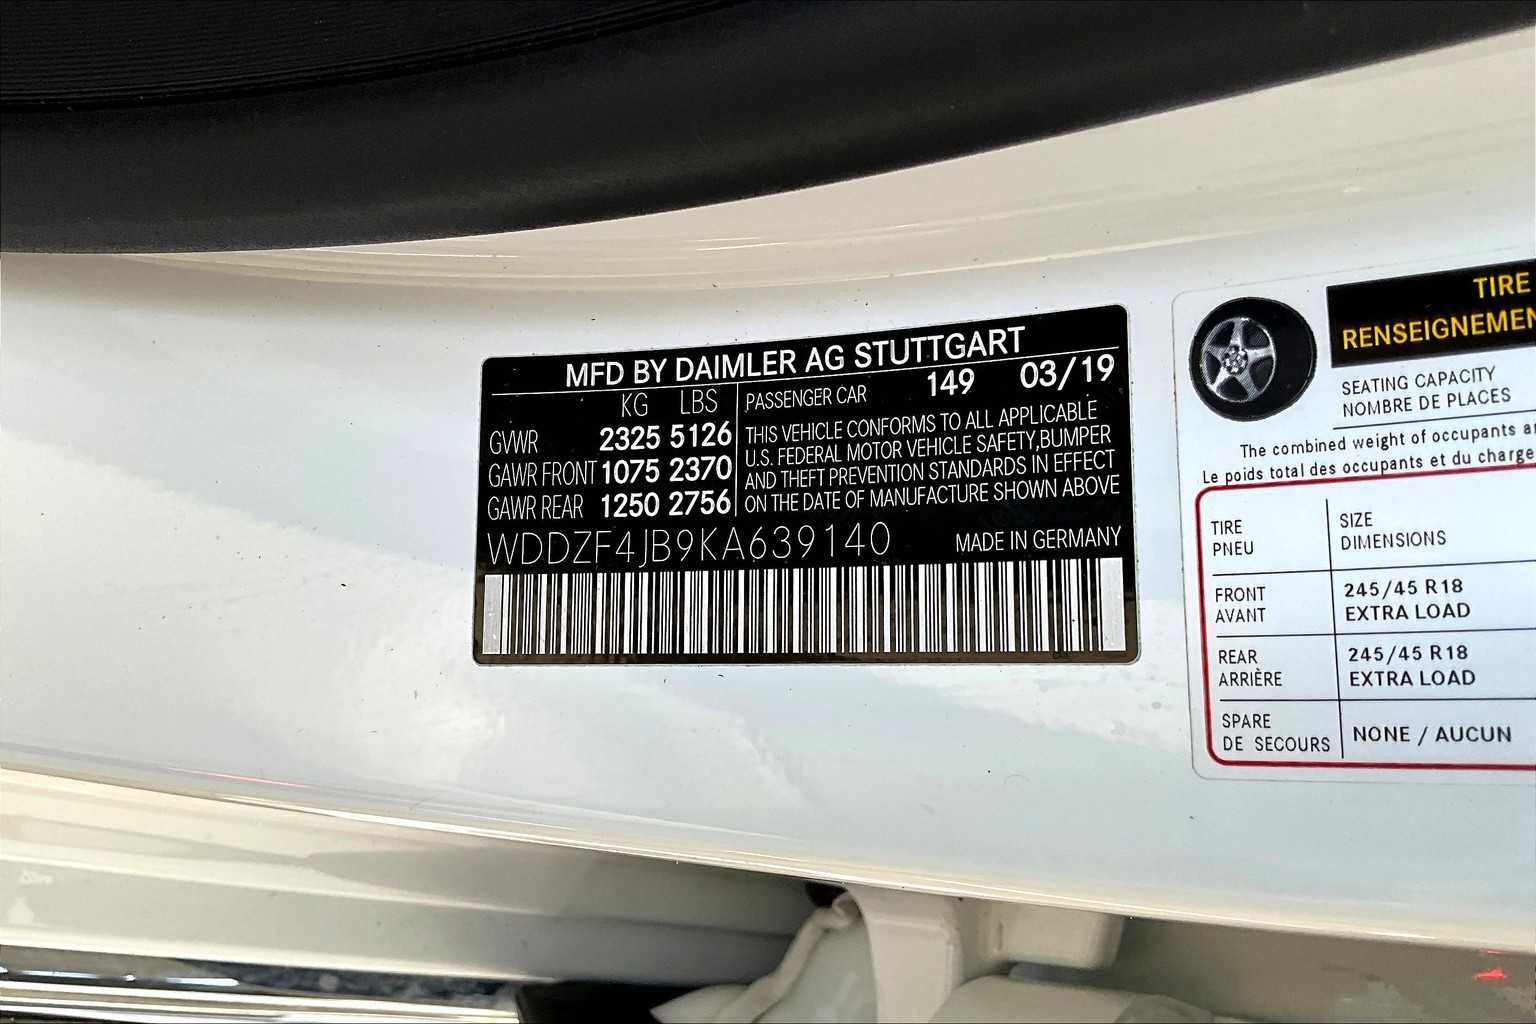 MFD BY DAIMLER AG STUTTGART
KG LBS
GVWR 2325 5126
GAWR FRONT 1075 2370
GAWR REAR 1250 2756
PASSENGER CAR 149 03/19
THIS VEHICLE CONFORMS TO ALL APPLICABLE
U.S. FEDERAL MOTOR VEHICLE SAFETY,BUMPER
AND THEFT PREVENTION STANDARDS IN EFFECT
ON THE DATE OF MANUFACTURE SHOWN ABOVE
WDDZF4JB9KA639140 MADE IN GERMANY
TIRE
RENSEIGNEMEN
SEATING CAPACITY
NOMBRE DE PLACES
The combined weight of occupants
Le poids total des occupants et du charge
TIRE
PNEU
SIZE
DIMENSIONS
FRONT
AVANT
245/45 R18
EXTRA LOAD
REAR
ARRIÈRE
245/45 R18
EXTRA LOAD
SPARE
DE SECOURS
NONE / AUCUN